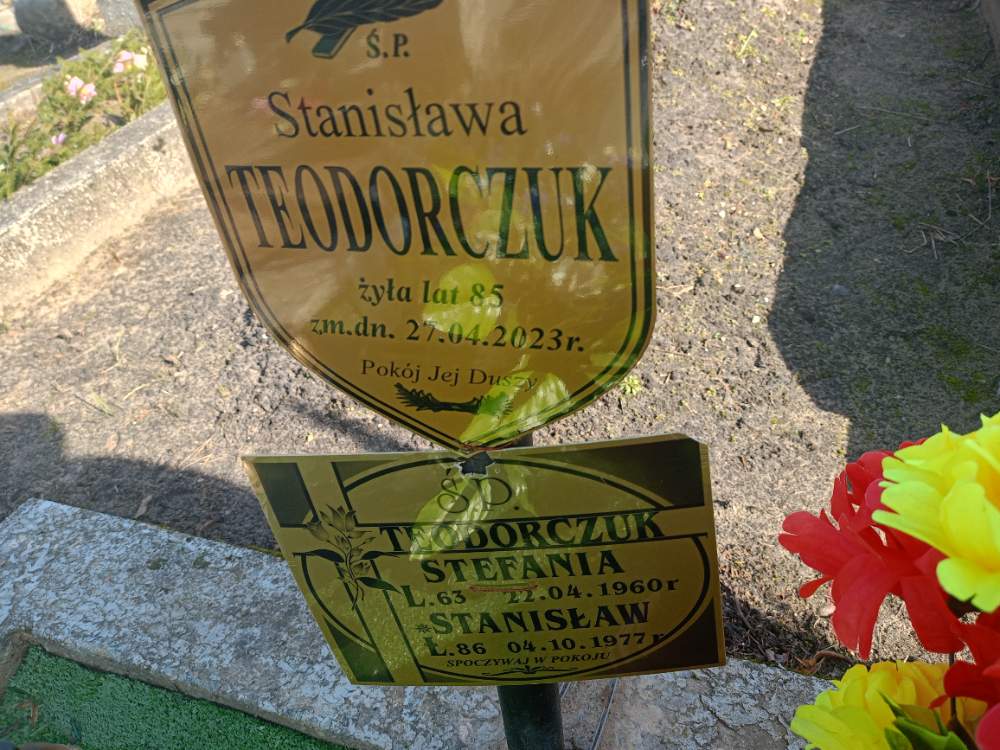 Ś.P.
Stanisława
TEODORCZUK
żyła lat 85
zm.dn. 27.04.2023r.
Pokój Jej Duszy
Ś.P.
TEODORCZUK
STEFANIA
L.63 22.04.1960r
*STANISŁAW
L.86 04.10.1977r
SPOCZYWAJ W POKOJU